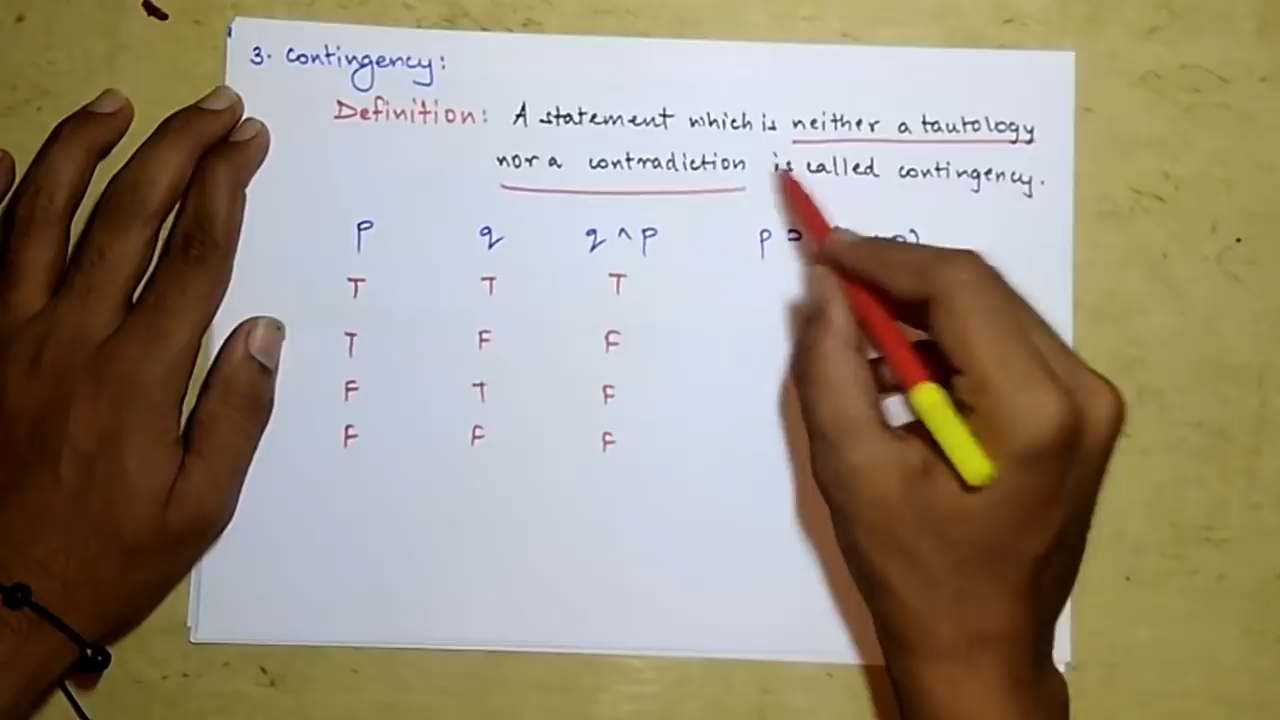 3. Contingency:
Definition: A statement which is neither a tautology
nor a contradiction is called contingency.
p q q ∧ p p
T T T
T F F
F T F
F F F